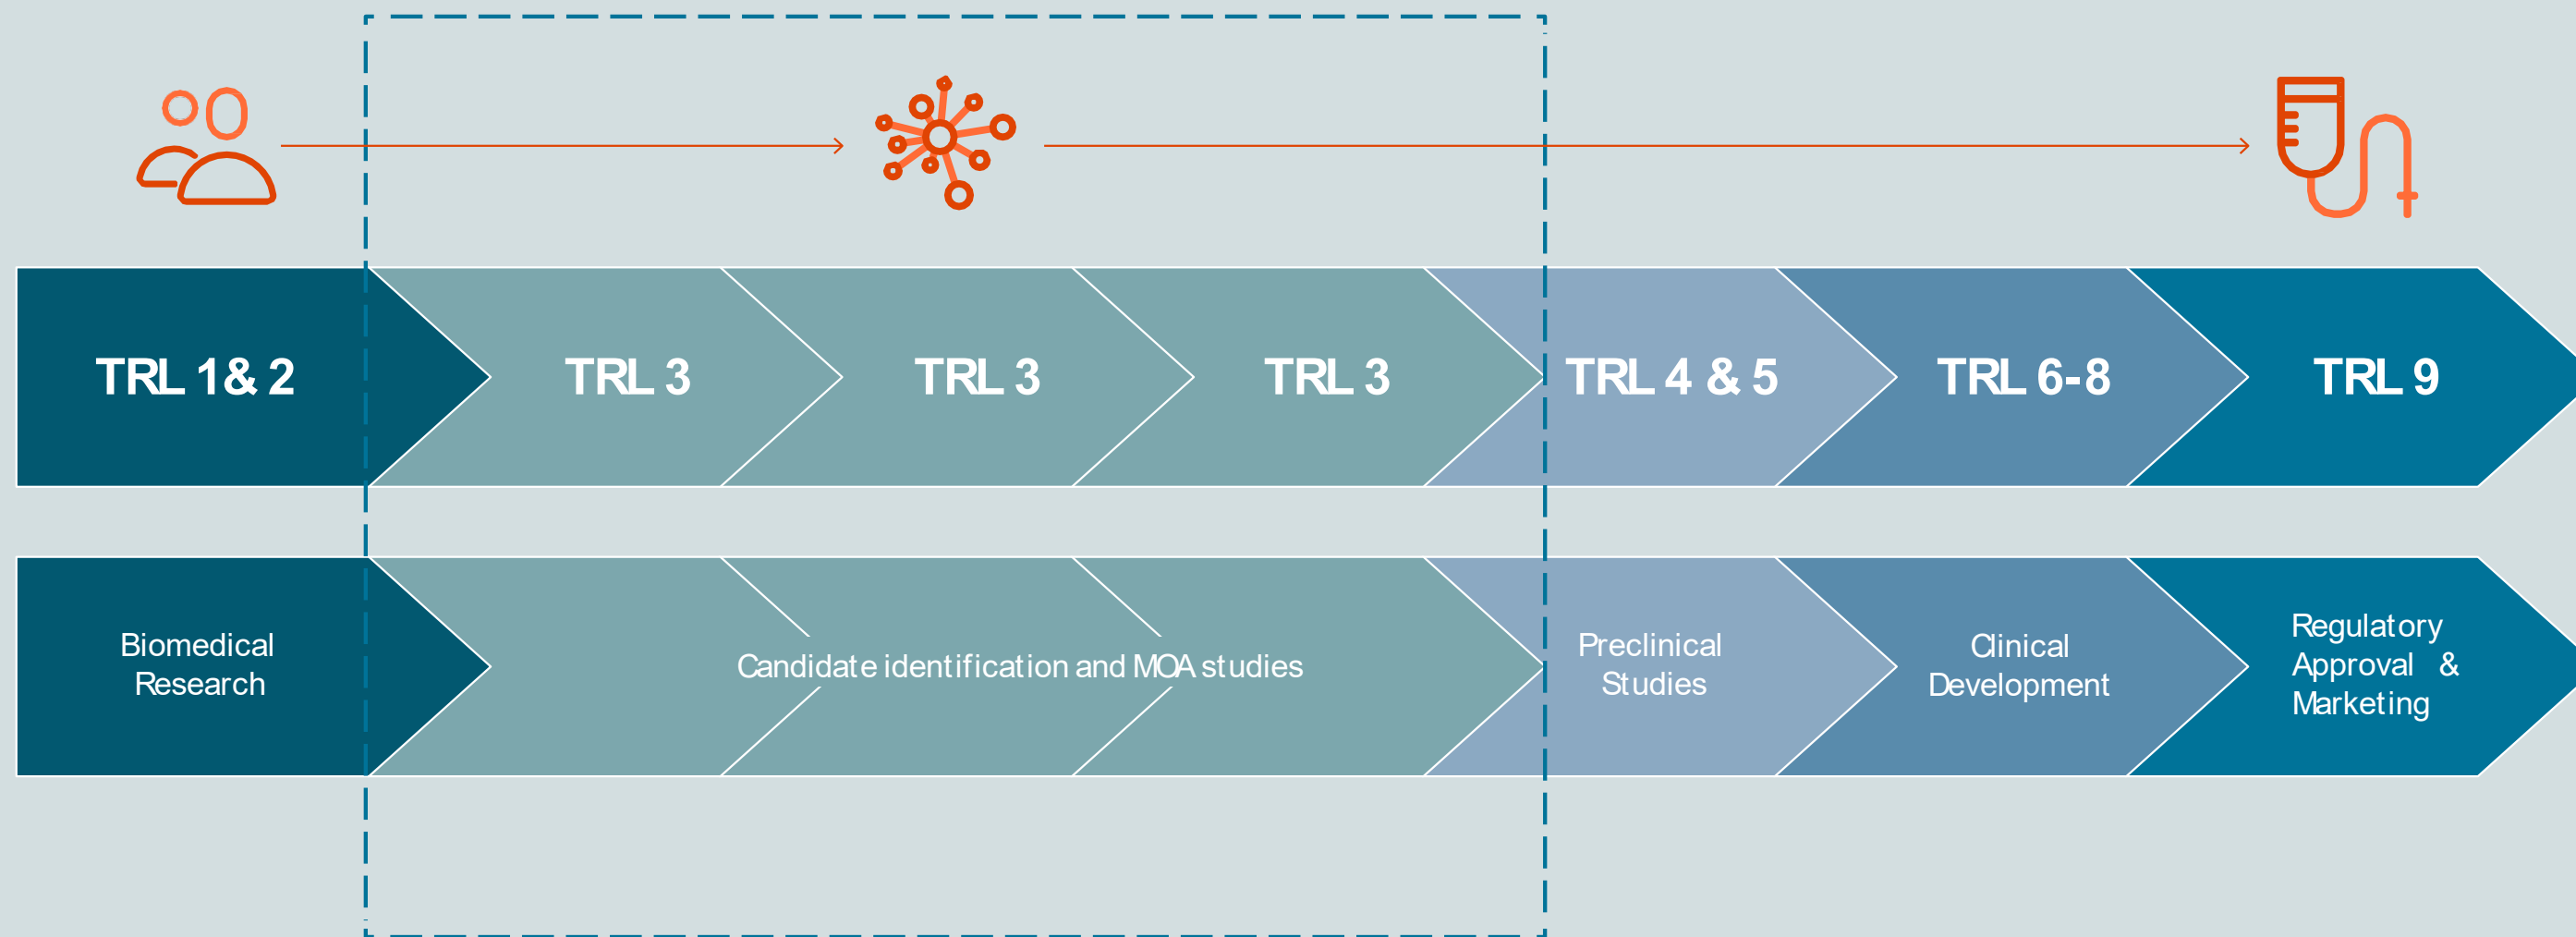 TRL 1 & 2
TRL 3
TRL 3
TRL 3
TRL 4 & 5
TRL 6-8
TRL 9
Biomedical
Research
Candidate identification and MOA studies
Preclinical
Studies
Clinical
Development
Regulatory
Approval &
Marketing